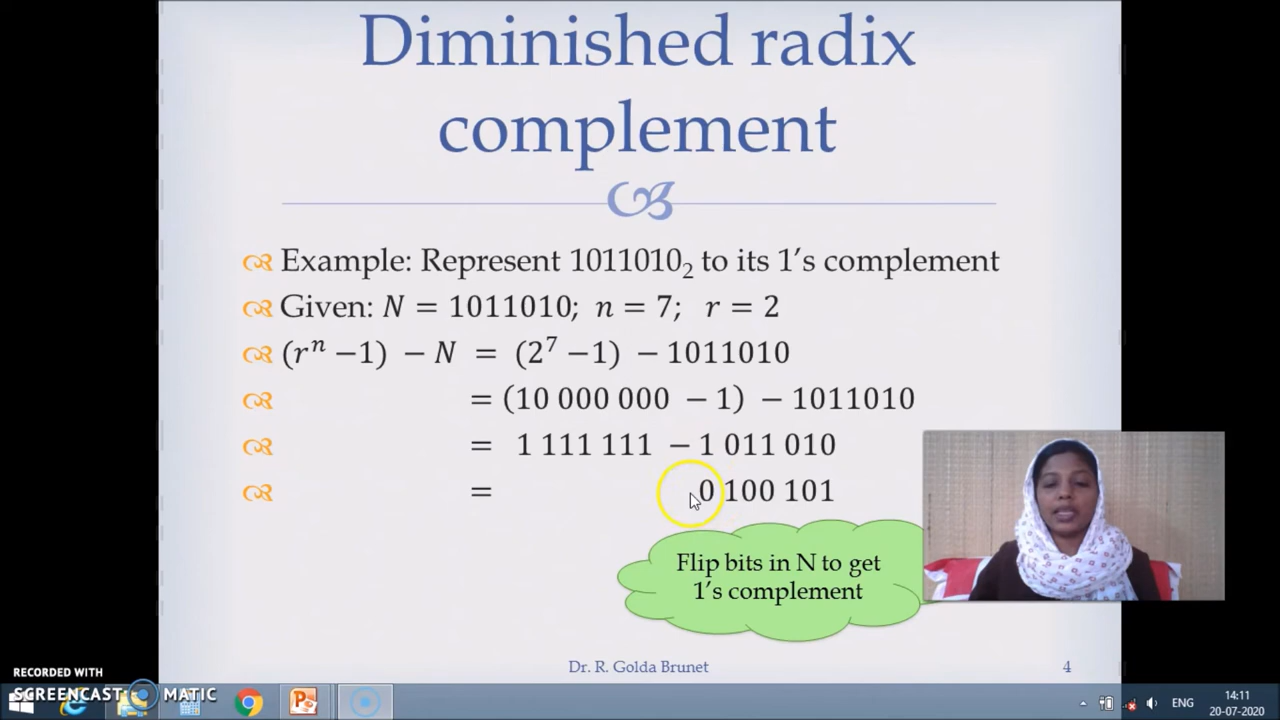 Diminished radix
complement
Example: Represent 1011010₂ to its 1’s complement
Given: N = 1011010; n = 7; r = 2
(rⁿ −1) − N = (2⁷ −1) − 1011010
= (10 000 000 − 1) − 1011010
= 1 111 111 − 1 011 010
= 0 100 101
Flip bits in N to get
1’s complement
Dr. R. Golda Brunet
4
RECORDED WITH
SCREENCAST MATIC
ENG
14:11
20-07-2020